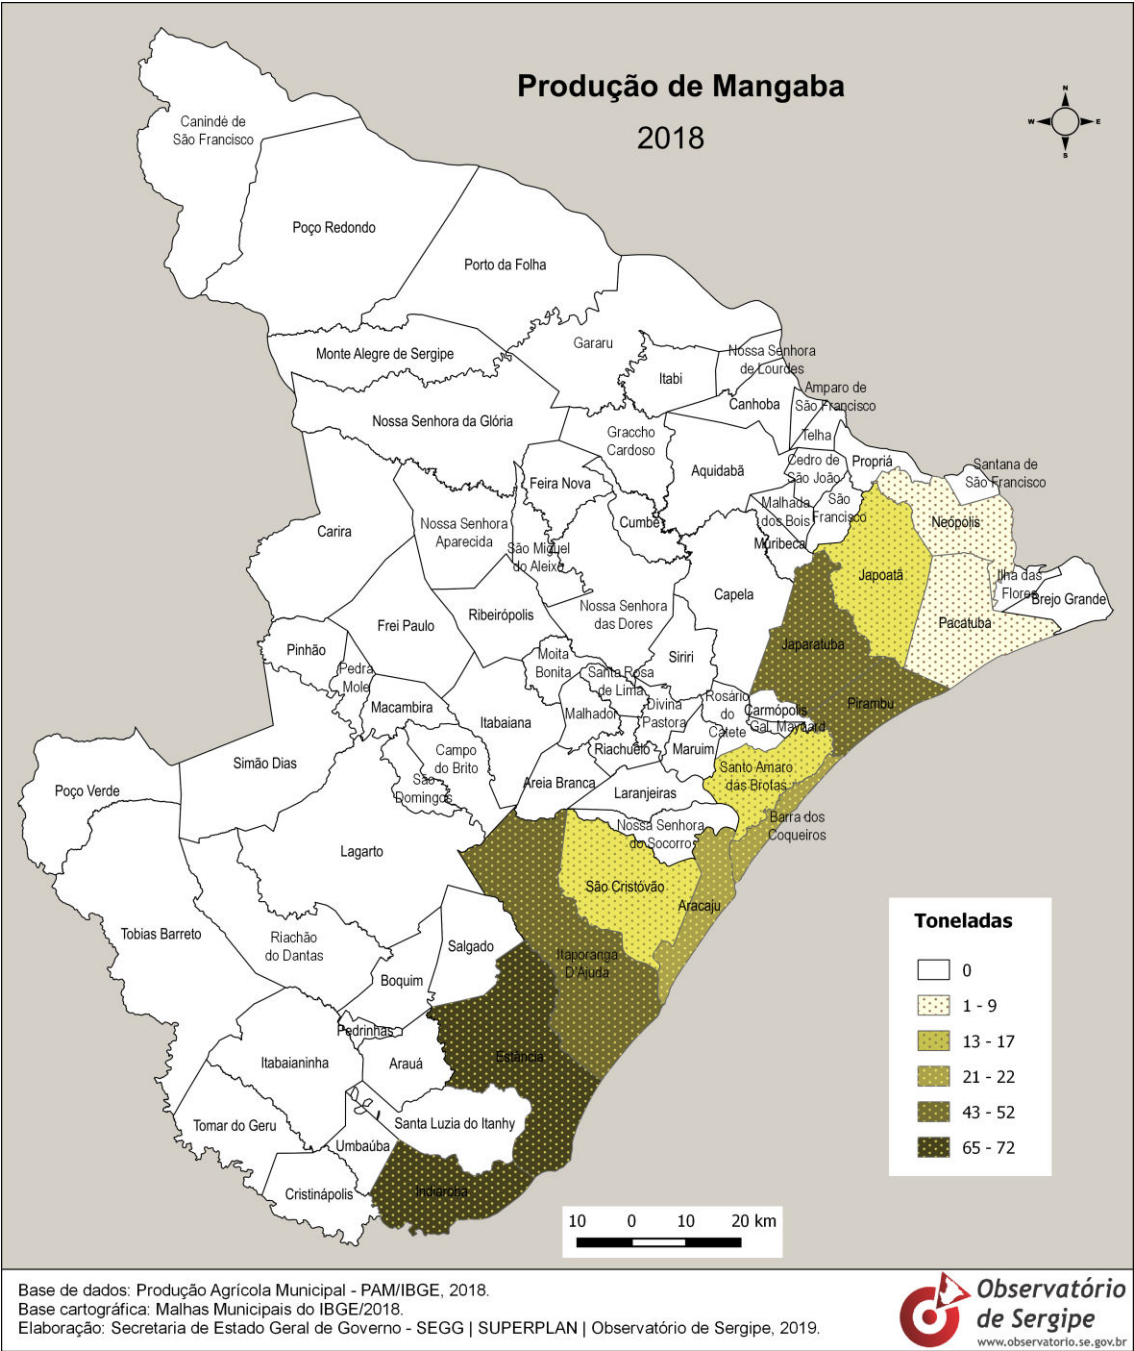 Produção de Mangaba
2018
N
W
E
S
Canindé de
São Francisco
Poço Redondo
Porto da Folha
Monte Alegre de Sergipe
Gararu
Nossa Senhora
de Lourdes
Itabi
Amparo de
São Francisco
Canhoba
Nossa Senhora da Glória
Graccho
Cardoso
Telha
Propriá
Aquidabã
Cedro de
São João
Santana de
São Francisco
Feira Nova
Malhada
dos Bois
São
Francisco
Neópolis
Cumbe
Carira
Nossa Senhora
Aparecida
São Miguel
do Aleixo
Muribeca
Japoatã
Ilha das
Flores
Brejo Grande
Capela
Nossa Senhora
das Dores
Ribeirópolis
Frei Paulo
Pacatuba
Japaratuba
Pinhão
Moita
Bonita
Siriri
Pedra
Mole
Santa Rosa
de Lima
Macambira
Malhador
Divina
Pastora
Rosário
do
Catete
Carmópolis
Pirambu
Itabaiana
Gal. Maynard
Riachuelo
Maruim
Campo
do Brito
Simão Dias
São
Domingos
Areia Branca
Santo Amaro
das Brotas
Poço Verde
Laranjeiras
Barra dos
Coqueiros
Nossa Senhora
do Socorro
Lagarto
São Cristóvão
Aracaju
Tobias Barreto
Riachão
do Dantas
Salgado
Itaporanga
D'Ajuda
Boquim
Pedrinhas
Estância
Itabaianinha
Arauá
Tomar do Geru
Santa Luzia do Itanhy
Umbaúba
Cristinápolis
Indiaroba
Toneladas
0
1 - 9
13 - 17
21 - 22
43 - 52
65 - 72
10 0 10 20 km
Base de dados: Produção Agrícola Municipal - PAM/IBGE, 2018.
Base cartográfica: Malhas Municipais do IBGE/2018.
Elaboração: Secretaria de Estado Geral de Governo - SEGG | SUPERPLAN | Observatório de Sergipe, 2019.
Observatório
de Sergipe
www.observatorio.se.gov.br